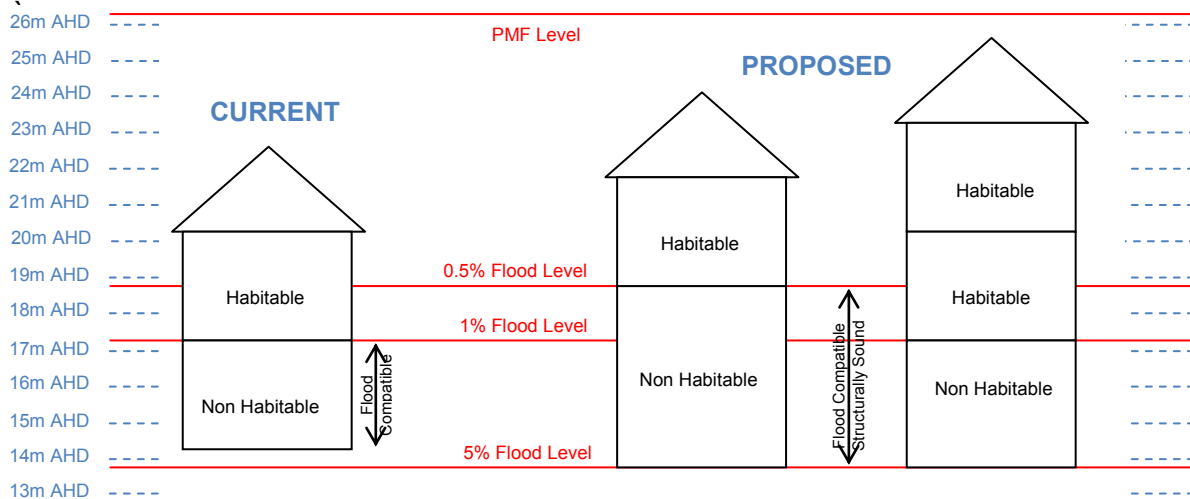 26m AHD
PMF Level
25m AHD
PROPOSED
24m AHD
CURRENT
23m AHD
22m AHD
21m AHD
Habitable
20m AHD
Habitable
19m AHD
0.5% Flood Level
Habitable
Habitable
18m AHD
1% Flood Level
17m AHD
Flood
Compatible
Flood Compatible
Structurally Sound
16m AHD
Non Habitable
Non Habitable
Non Habitable
15m AHD
5% Flood Level
14m AHD
13m AHD